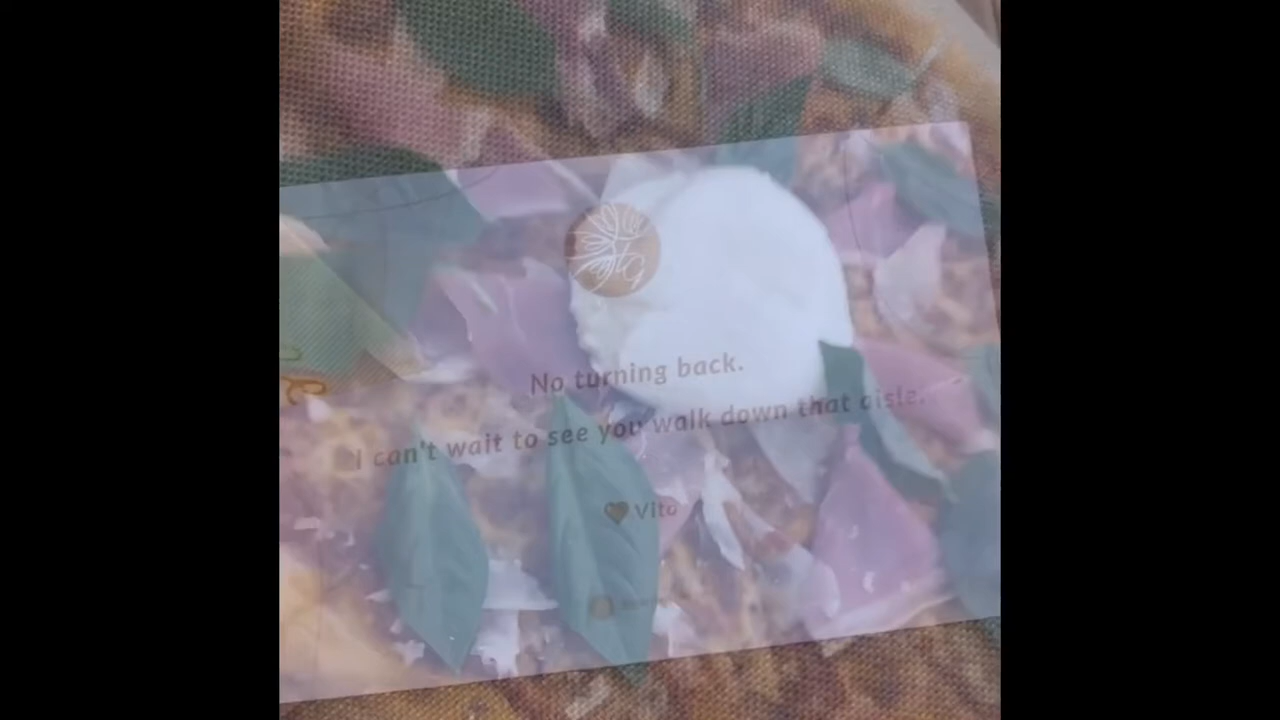 No turning back.
I can't wait to see you walk down that aisle.
Vito